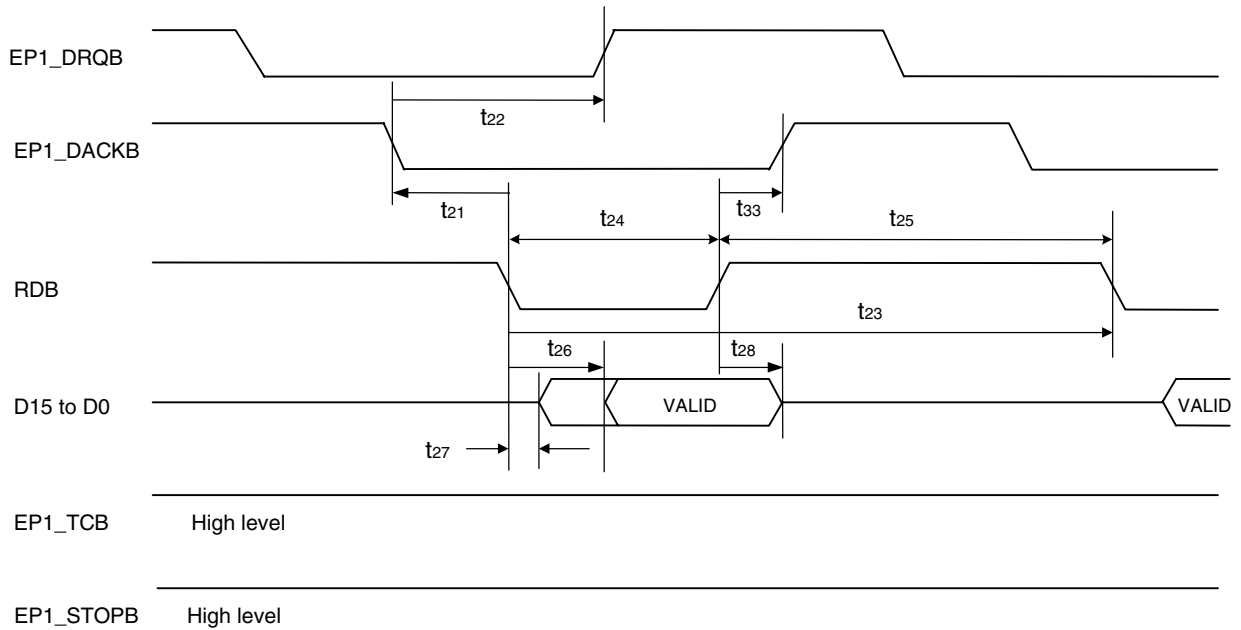 EP1_DRQB
t22
EP1_DACKB
t21
t24
t33
t25
RDB
t23
t26
t28
D15 to D0
VALID
VALID
t27
EP1_TCB High level
EP1_STOPB High level